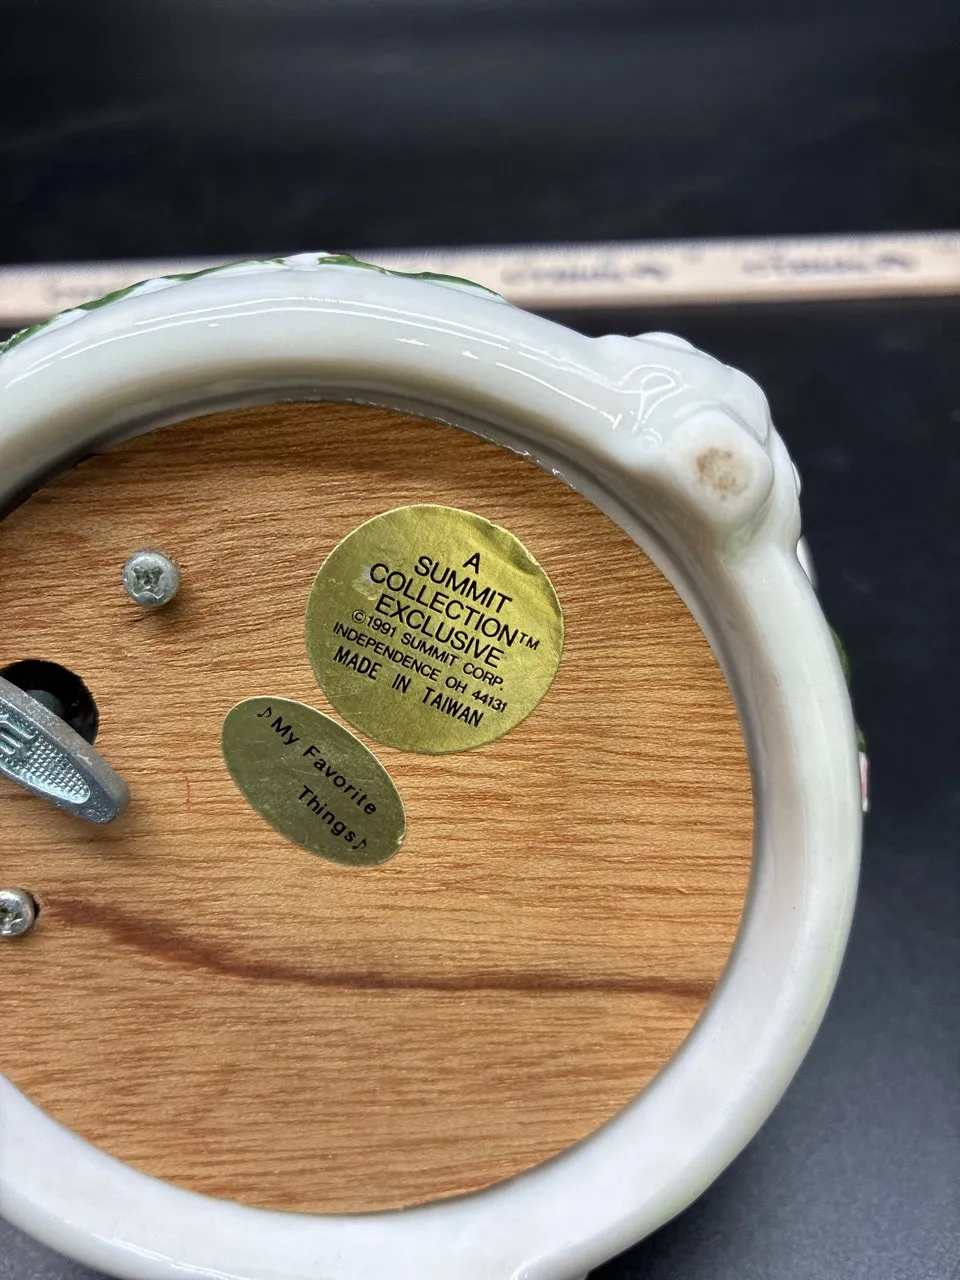 A
SUMMIT
COLLECTION™
EXCLUSIVE
©1991 SUMMIT CORP.
INDEPENDENCE OH 44131
MADE IN TAIWAN
♪My Favorite
Things♪